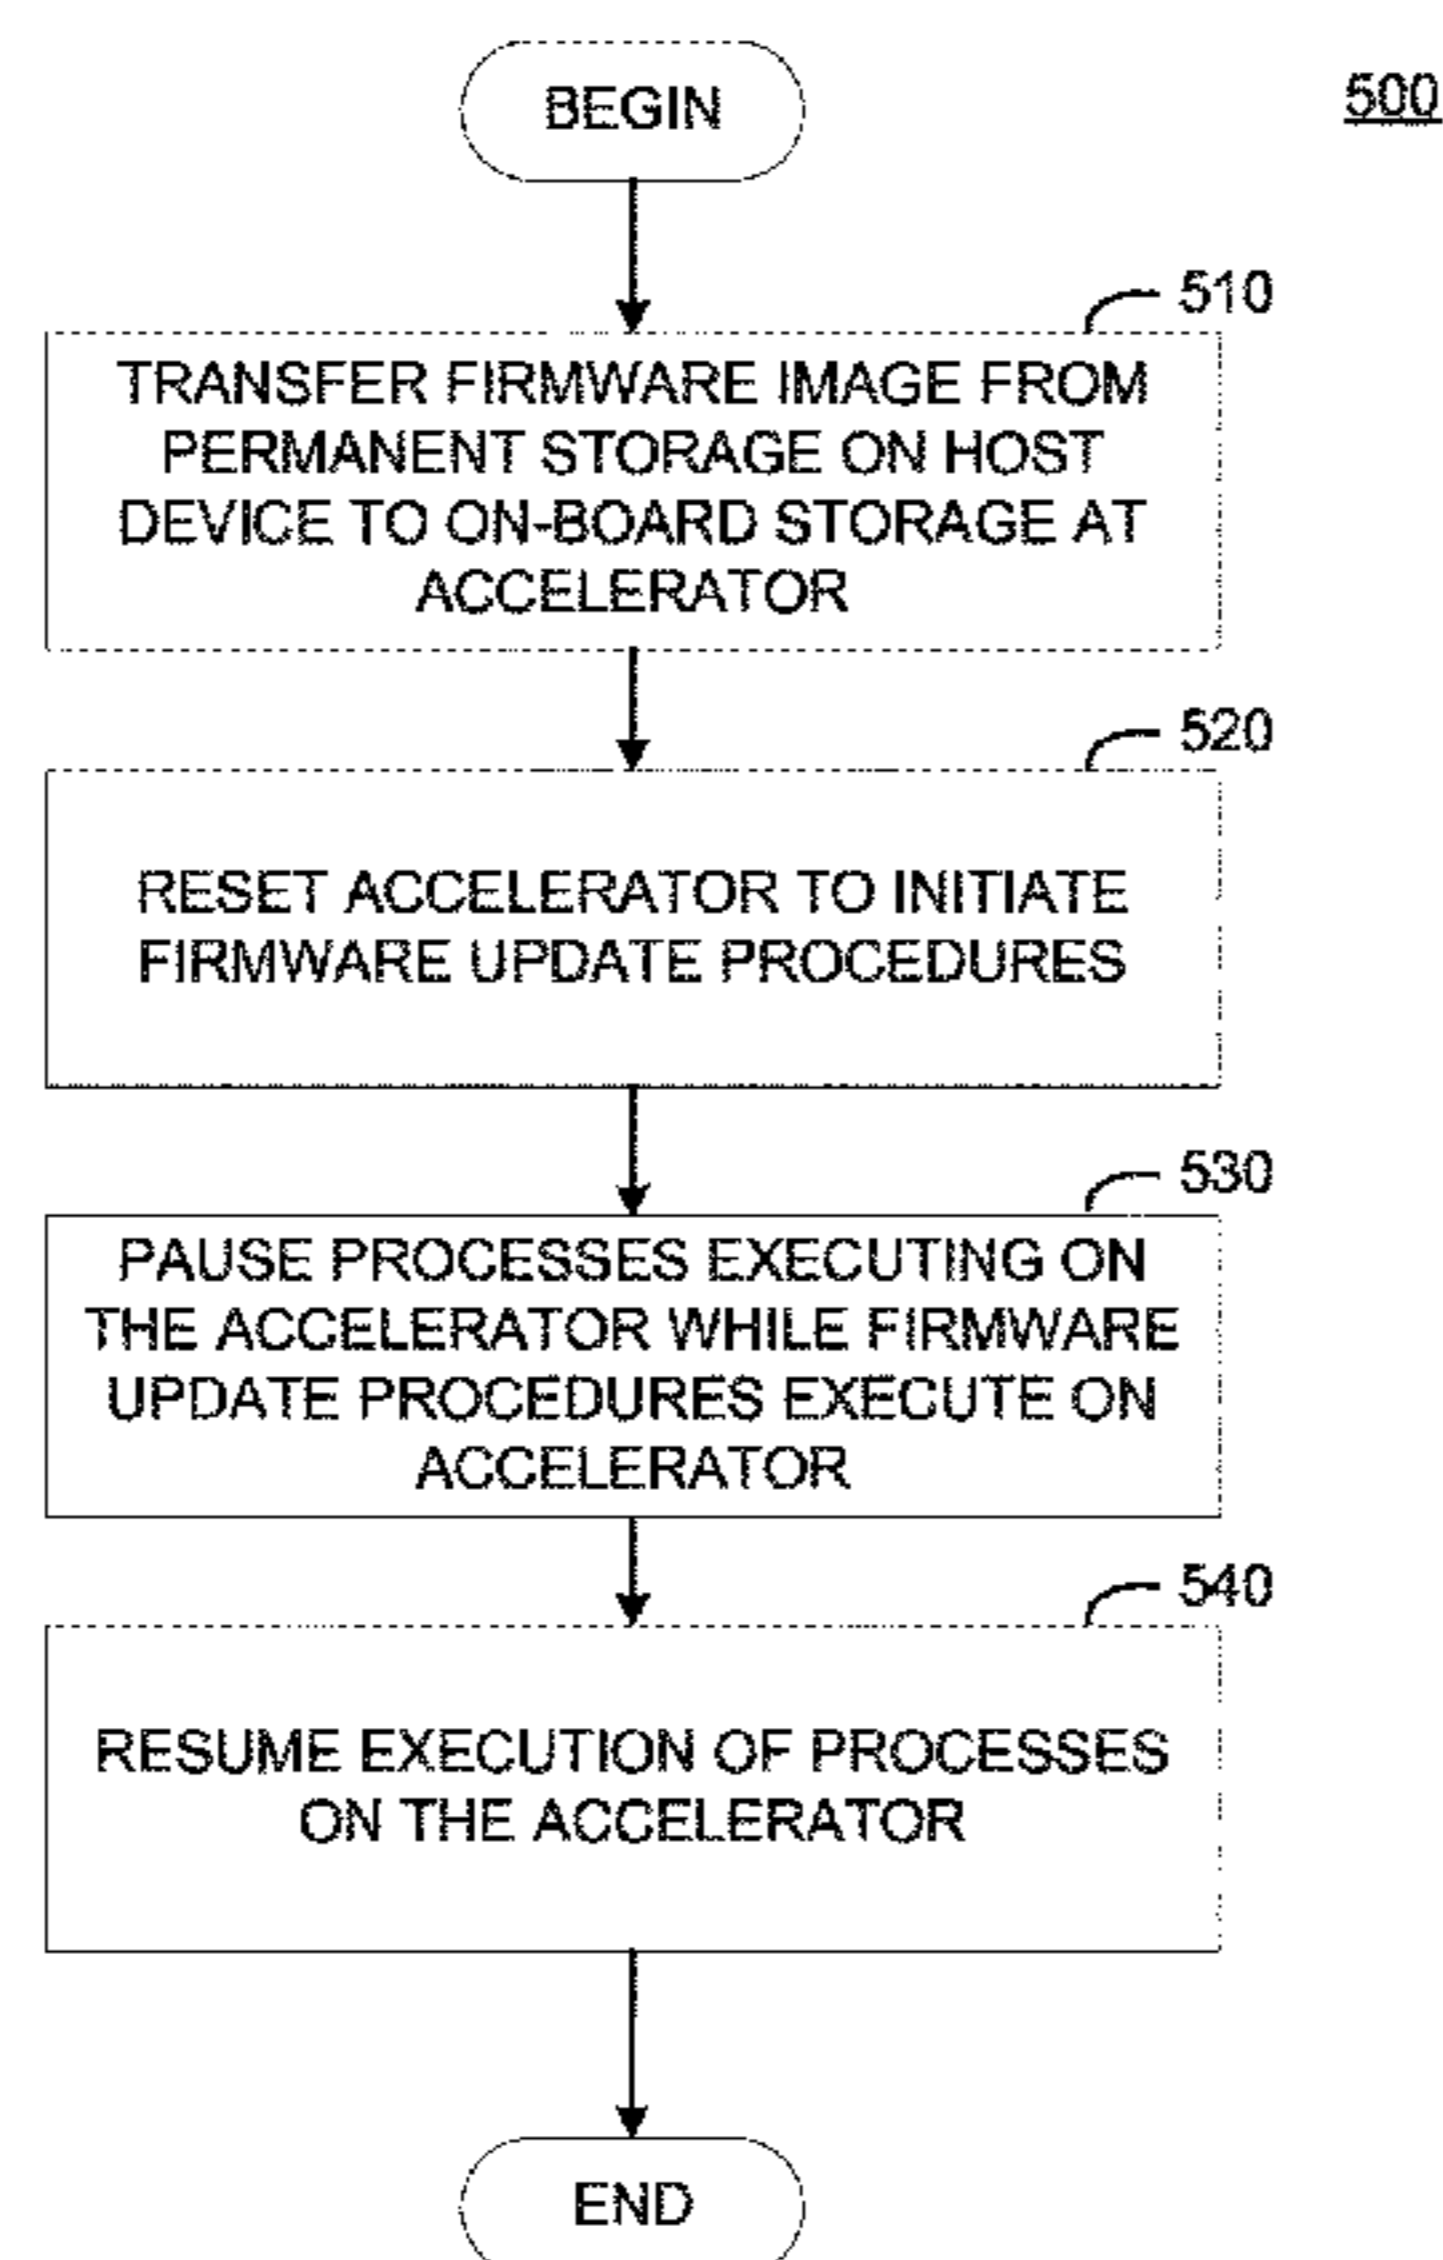 BEGIN
500
510
TRANSFER FIRMWARE IMAGE FROM
PERMANENT STORAGE ON HOST
DEVICE TO ON-BOARD STORAGE AT
ACCELERATOR
520
RESET ACCELERATOR TO INITIATE
FIRMWARE UPDATE PROCEDURES
530
PAUSE PROCESSES EXECUTING ON
THE ACCELERATOR WHILE FIRMWARE
UPDATE PROCEDURES EXECUTE ON
ACCELERATOR
540
RESUME EXECUTION OF PROCESSES
ON THE ACCELERATOR
END